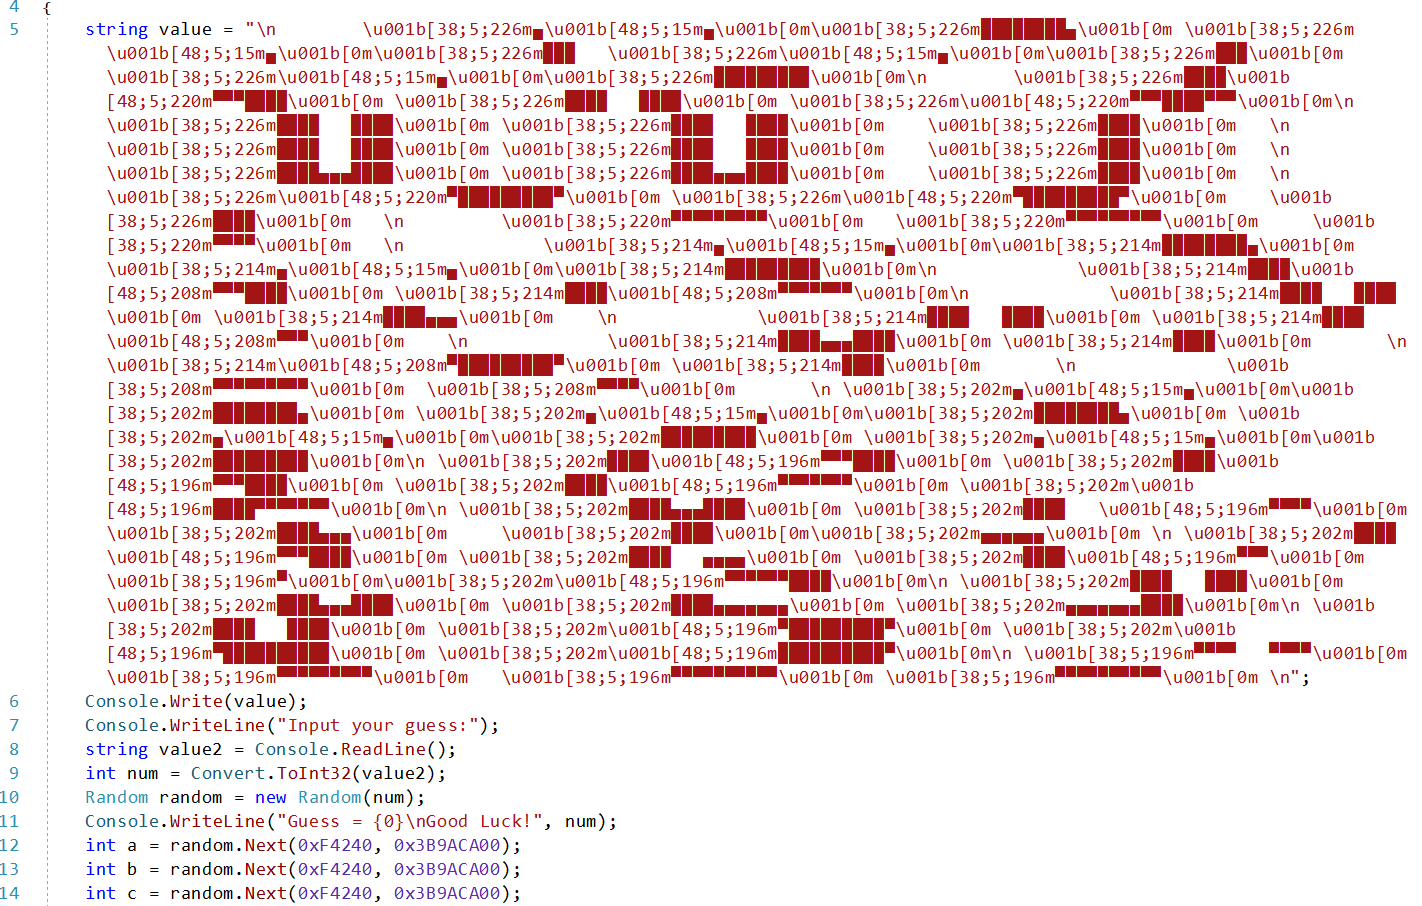 4 {
5 string value = "\n        \u001b[38;5;226m▄\u001b[48;5;15m▄\u001b[0m\u001b[38;5;226m████████▄\u001b[0m \u001b[38;5;226m
\u001b[48;5;15m▄\u001b[0m\u001b[38;5;226m███   \u001b[38;5;226m\u001b[48;5;15m▄\u001b[0m\u001b[38;5;226m███\u001b[0m
\u001b[38;5;226m\u001b[48;5;15m▄\u001b[0m\u001b[38;5;226m█████████\u001b[0m\n        \u001b[38;5;226m████\u001b
[48;5;220m▀▀▀████\u001b[0m \u001b[38;5;226m████   ████\u001b[0m \u001b[38;5;226m\u001b[48;5;220m▀▀▀████▀▀▀\u001b[0m\n
\u001b[38;5;226m████   ████\u001b[0m \u001b[38;5;226m████   ████\u001b[0m    \u001b[38;5;226m████\u001b[0m   \n
\u001b[38;5;226m████   ████\u001b[0m \u001b[38;5;226m████   ████\u001b[0m    \u001b[38;5;226m████\u001b[0m   \n
\u001b[38;5;226m████▄▄▄████\u001b[0m \u001b[38;5;226m████▄▄▄████\u001b[0m    \u001b[38;5;226m████\u001b[0m   \n
\u001b[38;5;226m\u001b[48;5;220m▀█████████▀\u001b[0m \u001b[38;5;226m\u001b[48;5;220m▀█████████▀\u001b[0m    \u001b
[38;5;226m████\u001b[0m   \n         \u001b[38;5;220m▀▀▀▀▀▀▀▀▀\u001b[0m   \u001b[38;5;220m▀▀▀▀▀▀▀▀▀\u001b[0m     \u001b
[38;5;220m▀▀▀▀\u001b[0m   \n             \u001b[38;5;214m▄\u001b[48;5;15m▄\u001b[0m\u001b[38;5;214m████████▄\u001b[0m
\u001b[38;5;214m▄\u001b[48;5;15m▄\u001b[0m\u001b[38;5;214m█████████\u001b[0m\n             \u001b[38;5;214m████\u001b
[48;5;208m▀▀▀████\u001b[0m \u001b[38;5;214m████\u001b[48;5;208m▀▀▀▀▀▀▀\u001b[0m\n             \u001b[38;5;214m████   ████
\u001b[0m \u001b[38;5;214m████▄▄▄\u001b[0m    \n             \u001b[38;5;214m████   ████\u001b[0m \u001b[38;5;214m████
\u001b[48;5;208m▀▀▀\u001b[0m    \n             \u001b[38;5;214m████▄▄▄████\u001b[0m \u001b[38;5;214m████\u001b[0m       \n
\u001b[38;5;214m\u001b[48;5;208m▀█████████▀\u001b[0m \u001b[38;5;214m████\u001b[0m       \n              \u001b
[38;5;208m▀▀▀▀▀▀▀▀▀\u001b[0m  \u001b[38;5;208m▀▀▀▀\u001b[0m       \n \u001b[38;5;202m▄\u001b[48;5;15m▄\u001b[0m\u001b
[38;5;202m████████▄\u001b[0m \u001b[38;5;202m▄\u001b[48;5;15m▄\u001b[0m\u001b[38;5;202m████████▄\u001b[0m \u001b
[38;5;202m▄\u001b[48;5;15m▄\u001b[0m\u001b[38;5;202m█████████\u001b[0m \u001b[38;5;202m▄\u001b[48;5;15m▄\u001b[0m\u001b
[38;5;202m█████████\u001b[0m\n \u001b[38;5;202m████\u001b[48;5;196m▀▀▀████\u001b[0m \u001b[38;5;202m████\u001b
[48;5;196m▀▀▀████\u001b[0m \u001b[38;5;202m████\u001b[48;5;196m▀▀▀▀▀▀▀\u001b[0m \u001b[38;5;202m\u001b
[48;5;196m████▀▀▀▀▀▀▀\u001b[0m\n \u001b[38;5;202m████▄▄▄████\u001b[0m \u001b[38;5;202m████   \u001b[48;5;196m▀▀▀▀\u001b[0m
\u001b[38;5;202m████▄▄▄\u001b[0m     \u001b[38;5;202m████\u001b[0m\u001b[38;5;202m▄▄▄▄▄▄\u001b[0m \n \u001b[38;5;202m████
\u001b[48;5;196m▀▀▀████\u001b[0m \u001b[38;5;202m████   ▄▄▄▄\u001b[0m \u001b[38;5;202m████\u001b[48;5;196m▀▀▀\u001b[0m
\u001b[38;5;196m▀\u001b[0m\u001b[38;5;202m\u001b[48;5;196m▀▀▀▀▀▀████\u001b[0m\n \u001b[38;5;202m████   ████\u001b[0m
\u001b[38;5;202m████▄▄▄████\u001b[0m \u001b[38;5;202m████▄▄▄▄▄▄▄\u001b[0m \u001b[38;5;202m▄▄▄▄▄▄▄████\u001b[0m\n \u001b
[38;5;202m████   ████\u001b[0m \u001b[38;5;202m\u001b[48;5;196m▀█████████▀\u001b[0m \u001b[38;5;202m\u001b
[48;5;196m▀██████████\u001b[0m \u001b[38;5;202m\u001b[48;5;196m██████████▀\u001b[0m\n \u001b[38;5;196m▀▀▀▀   ▀▀▀▀\u001b[0m
\u001b[38;5;196m▀▀▀▀▀▀▀▀▀\u001b[0m   \u001b[38;5;196m▀▀▀▀▀▀▀▀▀▀\u001b[0m \u001b[38;5;196m▀▀▀▀▀▀▀▀▀▀\u001b[0m \n";
6 Console.Write(value);
7 Console.WriteLine("Input your guess:");
8 string value2 = Console.ReadLine();
9 int num = Convert.ToInt32(value2);
10 Random random = new Random(num);
11 Console.WriteLine("Guess = {0}\nGood Luck!", num);
12 int a = random.Next(0xF4240, 0x3B9ACA00);
13 int b = random.Next(0xF4240, 0x3B9ACA00);
14 int c = random.Next(0xF4240, 0x3B9ACA00);